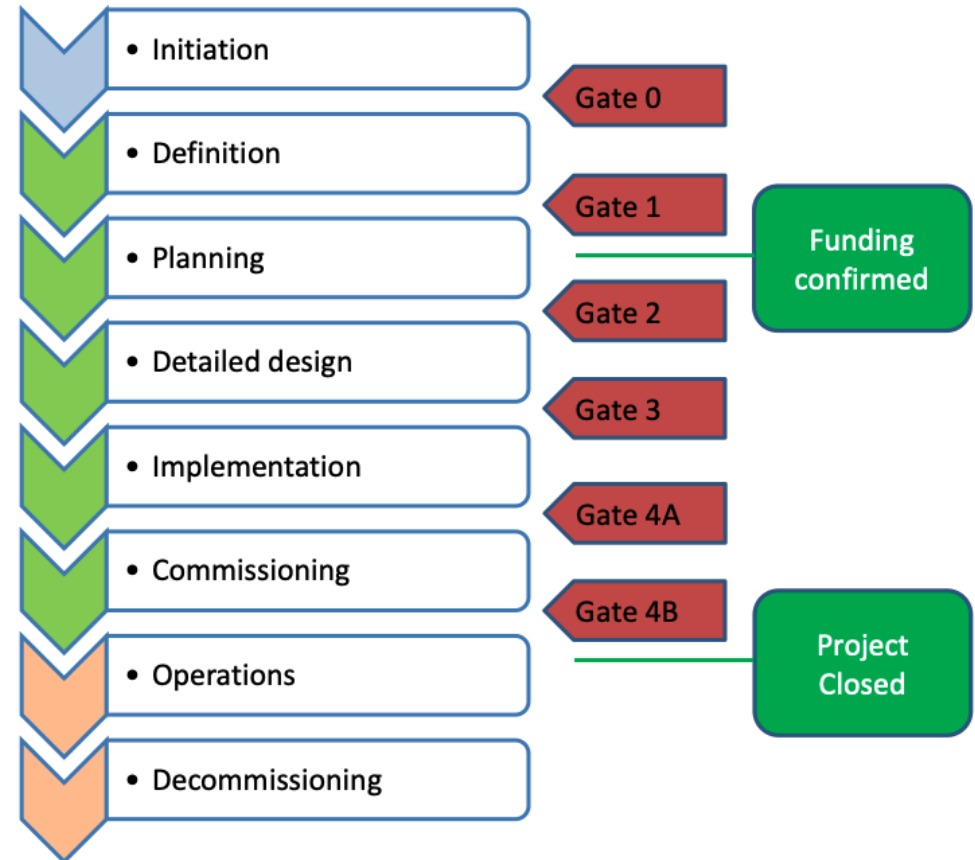 • Initiation
Gate 0
• Definition
Gate 1
Funding
confirmed
• Planning
Gate 2
• Detailed design
Gate 3
• Implementation
Gate 4A
• Commissioning
Gate 4B
Project
Closed
• Operations
• Decommissioning